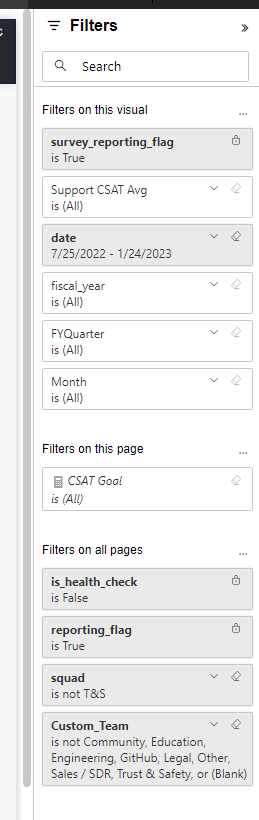 Filters
Search
Filters on this visual
...
survey_reporting_flag
is True
Support CSAT Avg
is (All)
date
7/25/2022 - 1/24/2023
fiscal_year
is (All)
FYQuarter
is (All)
Month
is (All)
Filters on this page
...
CSAT Goal
is (All)
Filters on all pages
...
is_health_check
is False
reporting_flag
is True
squad
is not T&S
Custom_Team
is not Community, Education,
Engineering, GitHub, Legal, Other,
Sales / SDR, Trust & Safety, or (Blank)